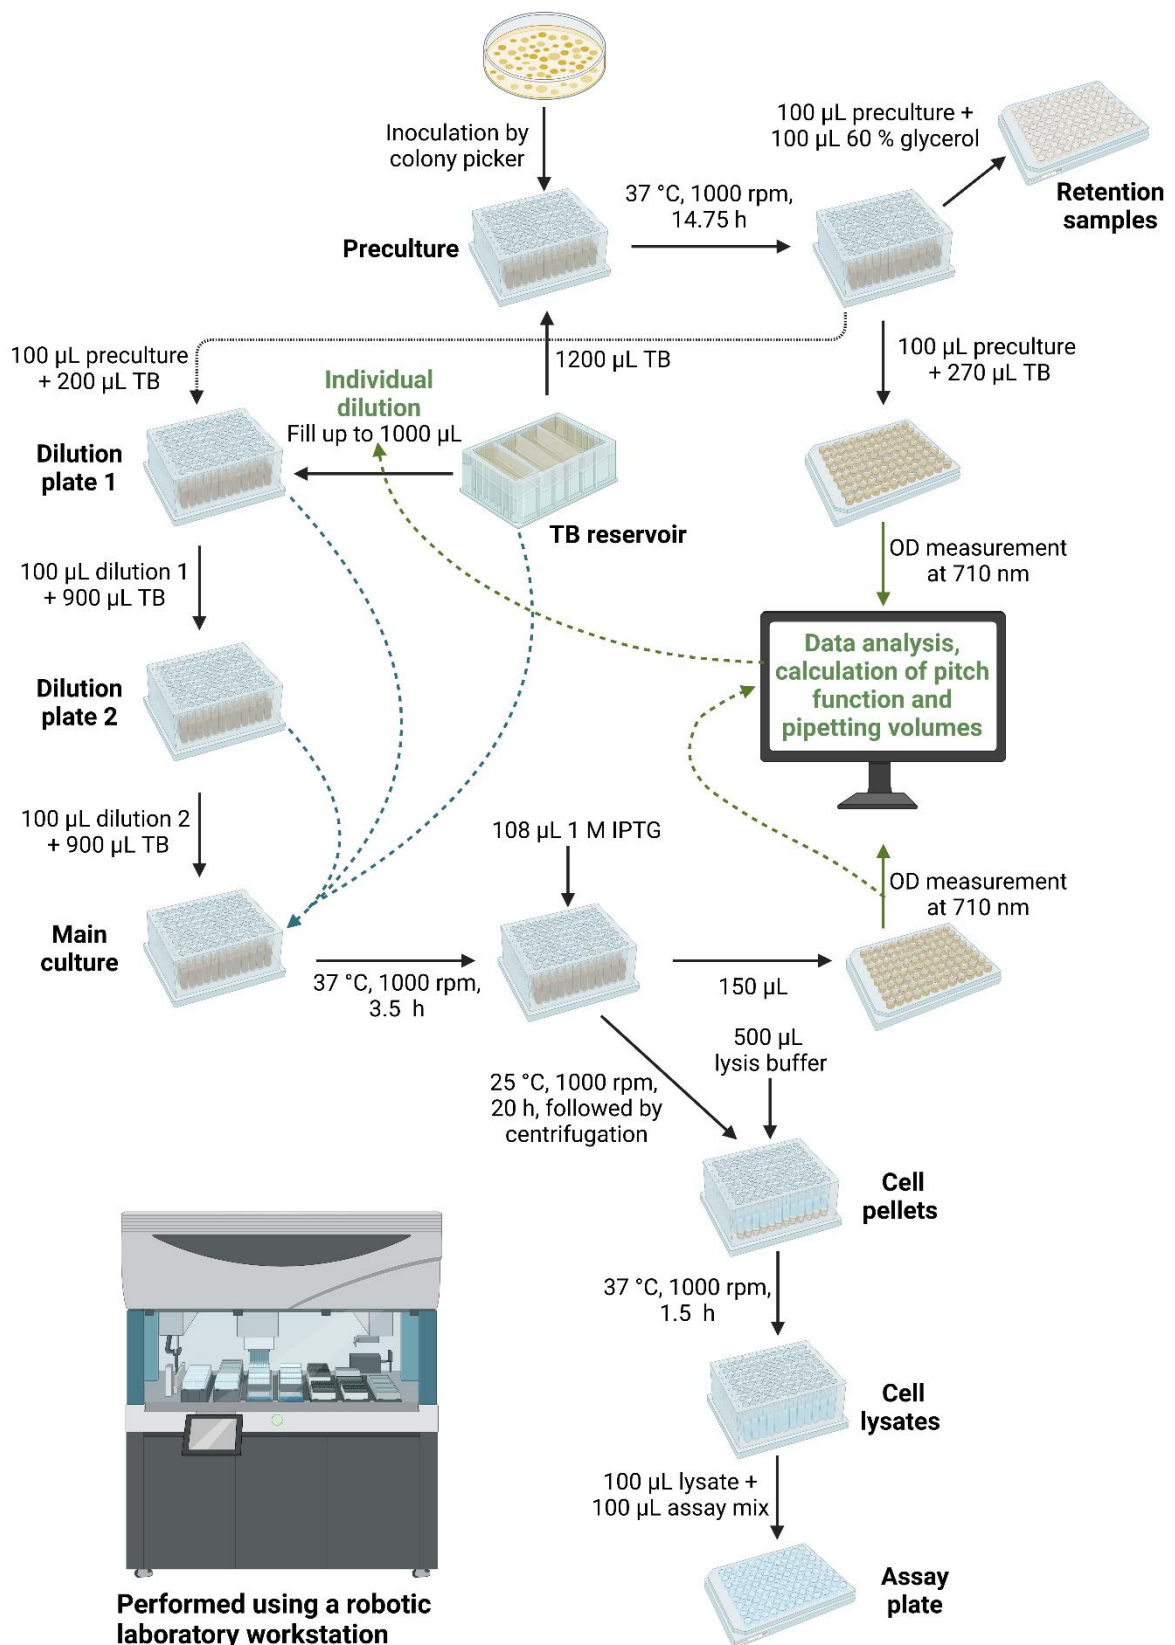 Inoculation by
colony picker
100 µL preculture +
100 µL 60 % glycerol
Retention
samples
37 °C, 1000 rpm,
14.75 h
Preculture
100 µL preculture
+ 200 µL TB
1200 µL TB
100 µL preculture
+ 270 µL TB
Individual
dilution
Fill up to 1000 µL
Dilution
plate 1
TB reservoir
OD measurement
at 710 nm
100 µL dilution 1
+ 900 µL TB
Data analysis,
calculation of pitch
function and
pipetting volumes
Dilution
plate 2
100 µL dilution 2
+ 900 µL TB
108 µL 1 M IPTG
OD measurement
at 710 nm
Main
culture
37 °C, 1000 rpm,
3.5 h
150 µL
500 µL
lysis buffer
25 °C, 1000 rpm,
20 h, followed by
centrifugation
Cell
pellets
37 °C, 1000 rpm,
1.5 h
Cell
lysates
100 µL lysate +
100 µL assay mix
Assay
plate
Performed using a robotic
laboratory workstation